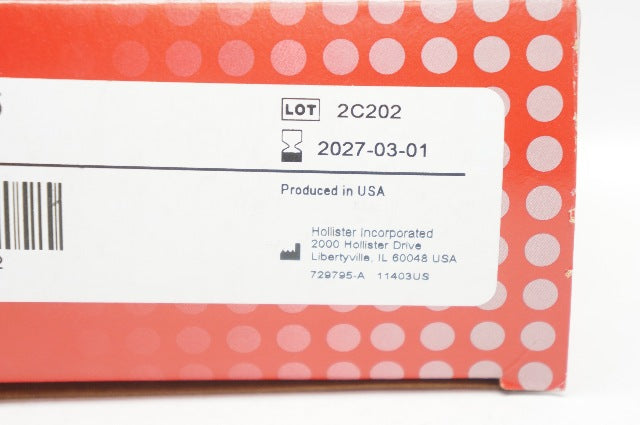 LOT 2C202
2027-03-01
Produced in USA
Hollister Incorporated
2000 Hollister Drive
Libertyville, IL 60048 USA
729795-A 11403US
2